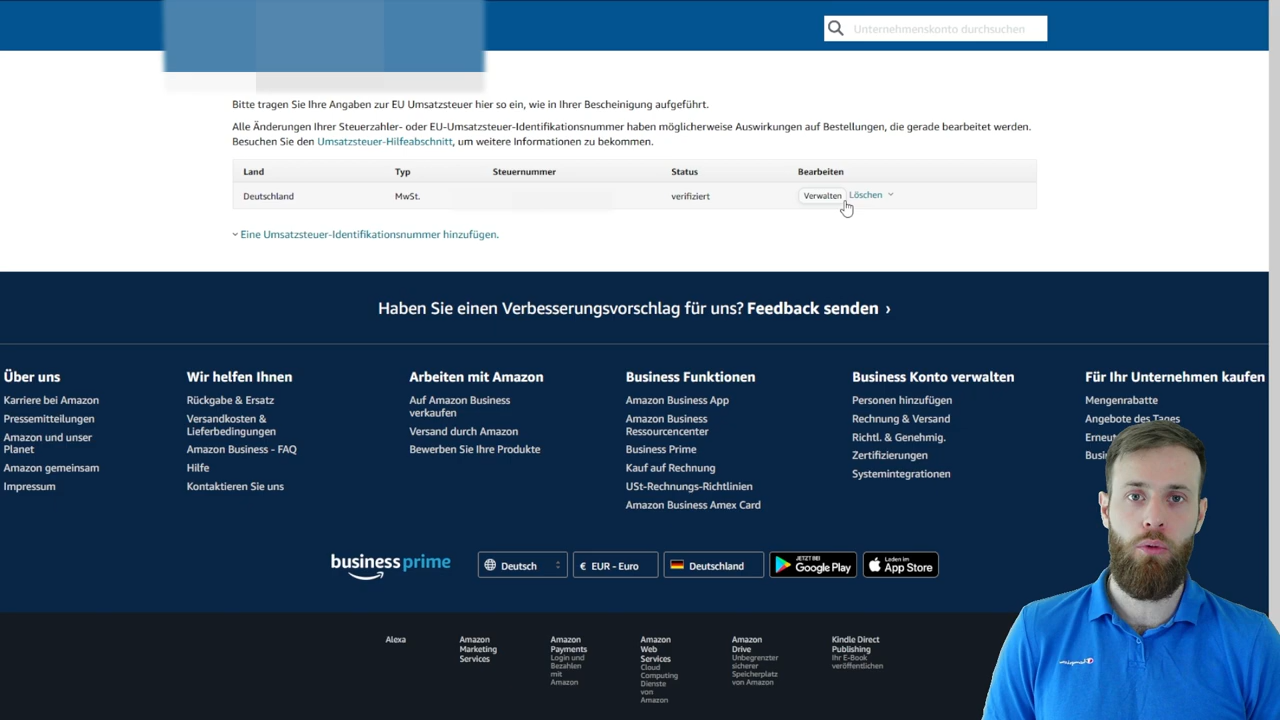 Unternehmenskonto durchsuchen
Bitte tragen Sie Ihre Angaben zur EU Umsatzsteuer hier so ein, wie in Ihrer Bescheinigung aufgeführt.
Alle Änderungen Ihrer Steuerzahler- oder EU-Umsatzsteuer-Identifikationsnummer haben möglicherweise Auswirkungen auf Bestellungen, die gerade bearbeitet werden.
Besuchen Sie den Umsatzsteuer-Hilfeabschnitt, um weitere Informationen zu bekommen.
Land Typ Steuernummer Status Bearbeiten
Deutschland MwSt. verifiziert Verwalten Löschen
Eine Umsatzsteuer-Identifikationsnummer hinzufügen.
Haben Sie einen Verbesserungsvorschlag für uns? Feedback senden ›
Über uns
Karriere bei Amazon
Pressemitteilungen
Amazon und unser
Planet
Amazon gemeinsam
Impressum
Wir helfen Ihnen
Rückgabe & Ersatz
Versandkosten &
Lieferbedingungen
Amazon Business - FAQ
Hilfe
Kontaktieren Sie uns
Arbeiten mit Amazon
Auf Amazon Business
verkaufen
Versand durch Amazon
Bewerben Sie Ihre Produkte
Business Funktionen
Amazon Business App
Amazon Business
Ressourcencenter
Business Prime
Kauf auf Rechnung
USt-Rechnungs-Richtlinien
Amazon Business Amex Card
Business Konto verwalten
Personen hinzufügen
Rechnung & Versand
Richtl. & Genehmig.
Zertifizierungen
Systemintegrationen
Für Ihr Unternehmen kaufen
Mengenrabatte
Angebote des Tages
business prime
Deutsch
€ EUR - Euro
Deutschland
JETZT BEI
Google Play
Laden im
App Store
Alexa
Amazon
Marketing
Services
Amazon
Payments
Login und
Bezahlen
mit
Amazon
Amazon
Web
Services
Cloud
Computing
Dienste
von
Amazon
Amazon
Drive
Unbegrenzter
sicherer
Speicherplatz
von Amazon
Kindle Direct
Publishing
Ihr E-Book
veröffentlichen